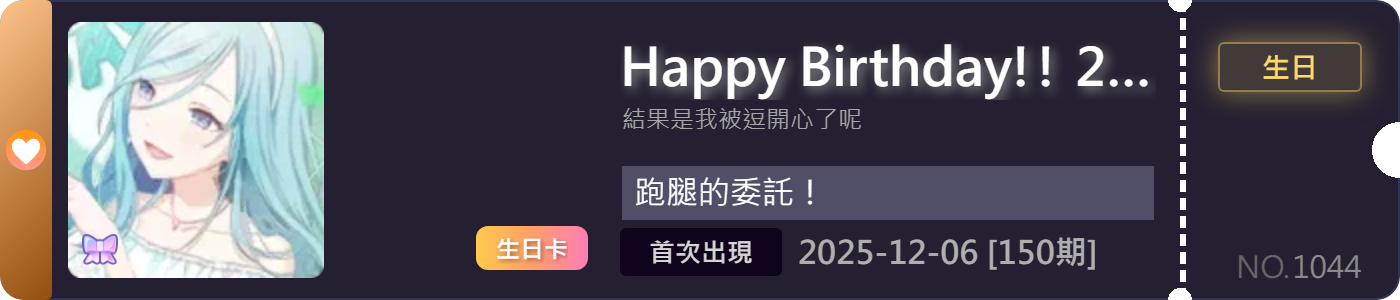 Happy Birthday!! 2...
結果是我被逗開心了呢
跑腿的委託！
生日卡
首次出現
2025-12-06 [150期]
生日
NO.1044